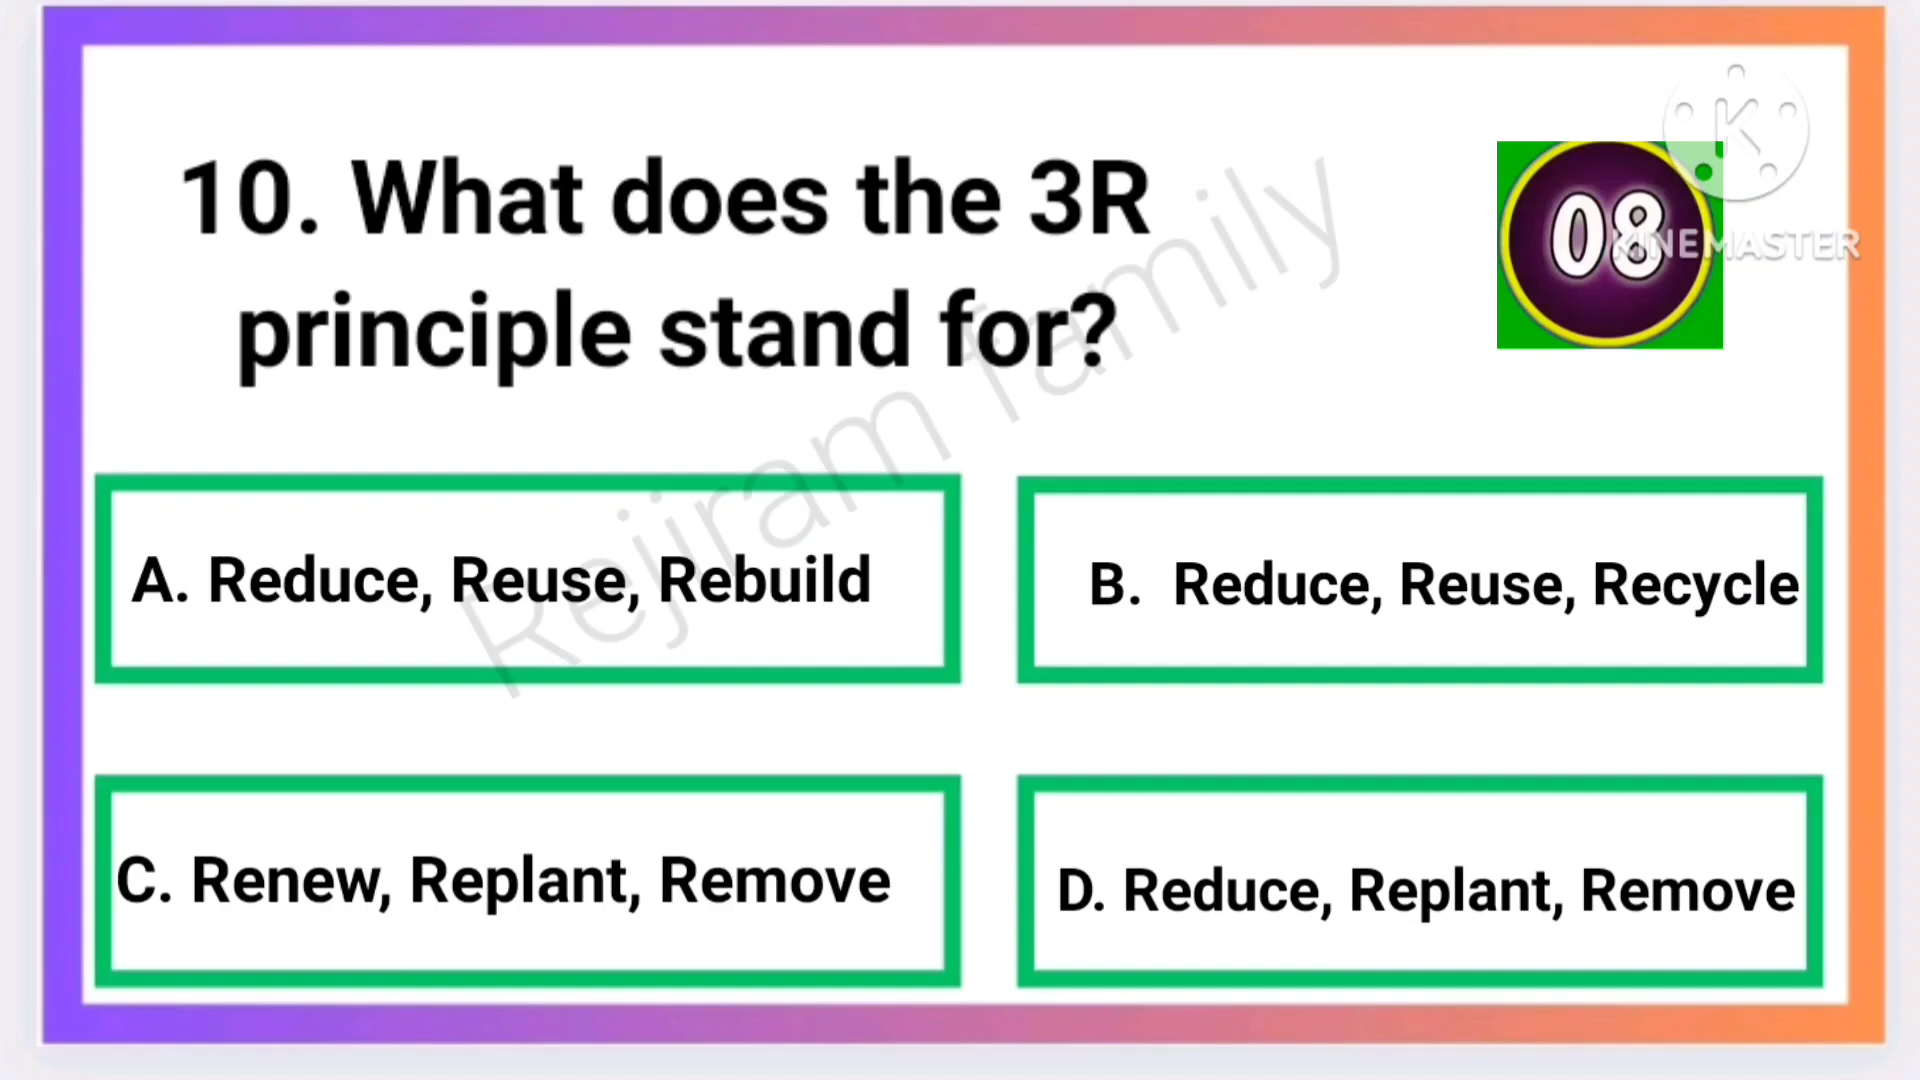 10. What does the 3R
principle stand for?
08
KINEMASTER
Rejiram family
A. Reduce, Reuse, Rebuild
B. Reduce, Reuse, Recycle
C. Renew, Replant, Remove
D. Reduce, Replant, Remove